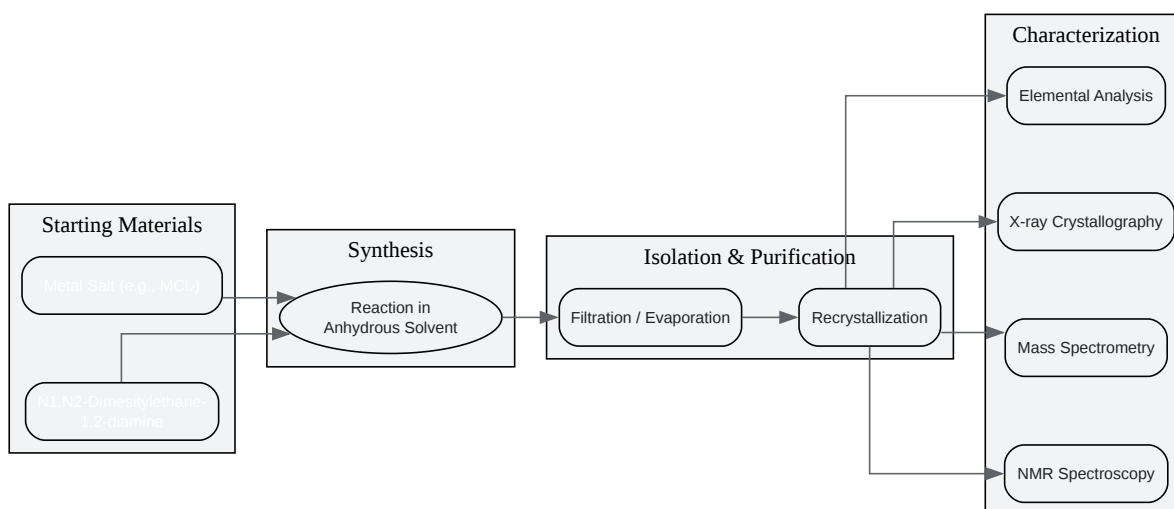 Starting Materials
Metal Salt (e.g., MCl₂)
N1,N2-Dimesitylethane-
1,2-diamine
Synthesis
Reaction in
Anhydrous Solvent
Isolation & Purification
Filtration / Evaporation
Recrystallization
Characterization
Elemental Analysis
X-ray Crystallography
Mass Spectrometry
NMR Spectroscopy